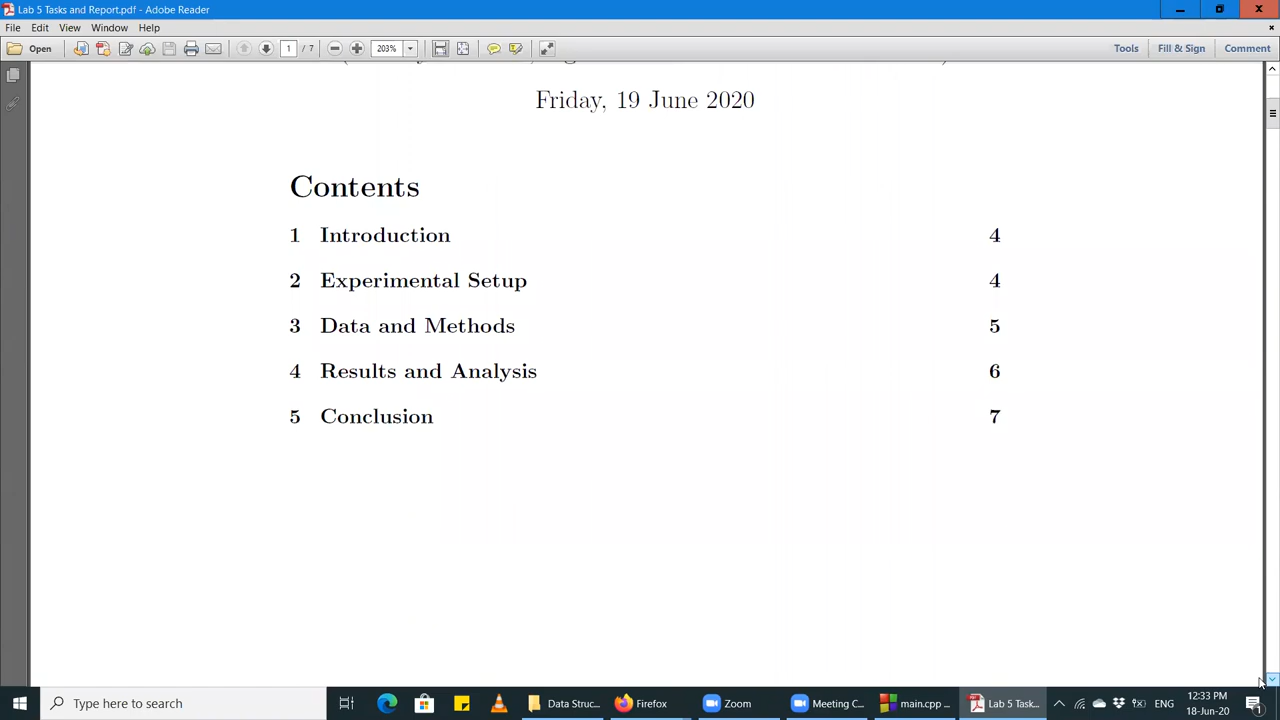 Lab 5 Tasks and Report.pdf - Adobe Reader
File Edit View Window Help
Open 1 / 7 203% Tools Fill & Sign Comment
Friday, 19 June 2020
Contents
1 Introduction 4
2 Experimental Setup 4
3 Data and Methods 5
4 Results and Analysis 6
5 Conclusion 7
Type here to search Data Struc... Firefox Zoom Meeting C... main.cpp ... Lab 5 Task... ENG 12:33 PM
18-Jun-20 1